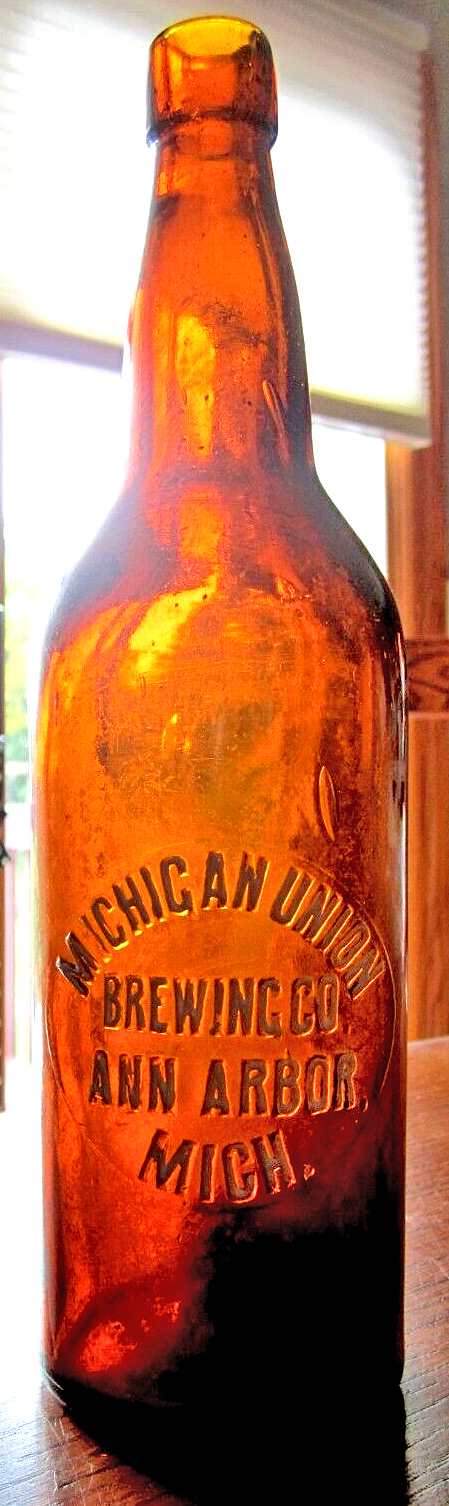 MICHIGAN UNION
BREWING CO.
ANN ARBOR,
MICH.